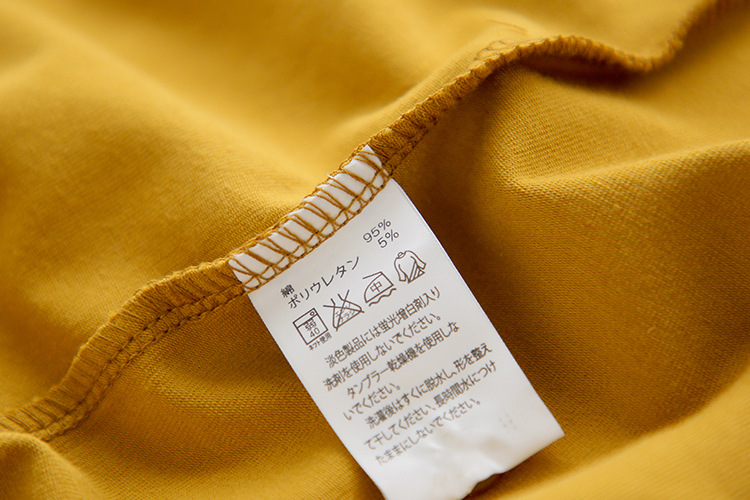 綿 95%
ポリウレタン 5%
40
ネット使用
中
淡色製品には蛍光増白剤入り
洗剤を使用しないでください。
タンブラー乾燥機を使用しな
いでください。
洗濯後はすぐに脱水し、形を整え
て干してください、長時間水につけ
たままにしないでください。